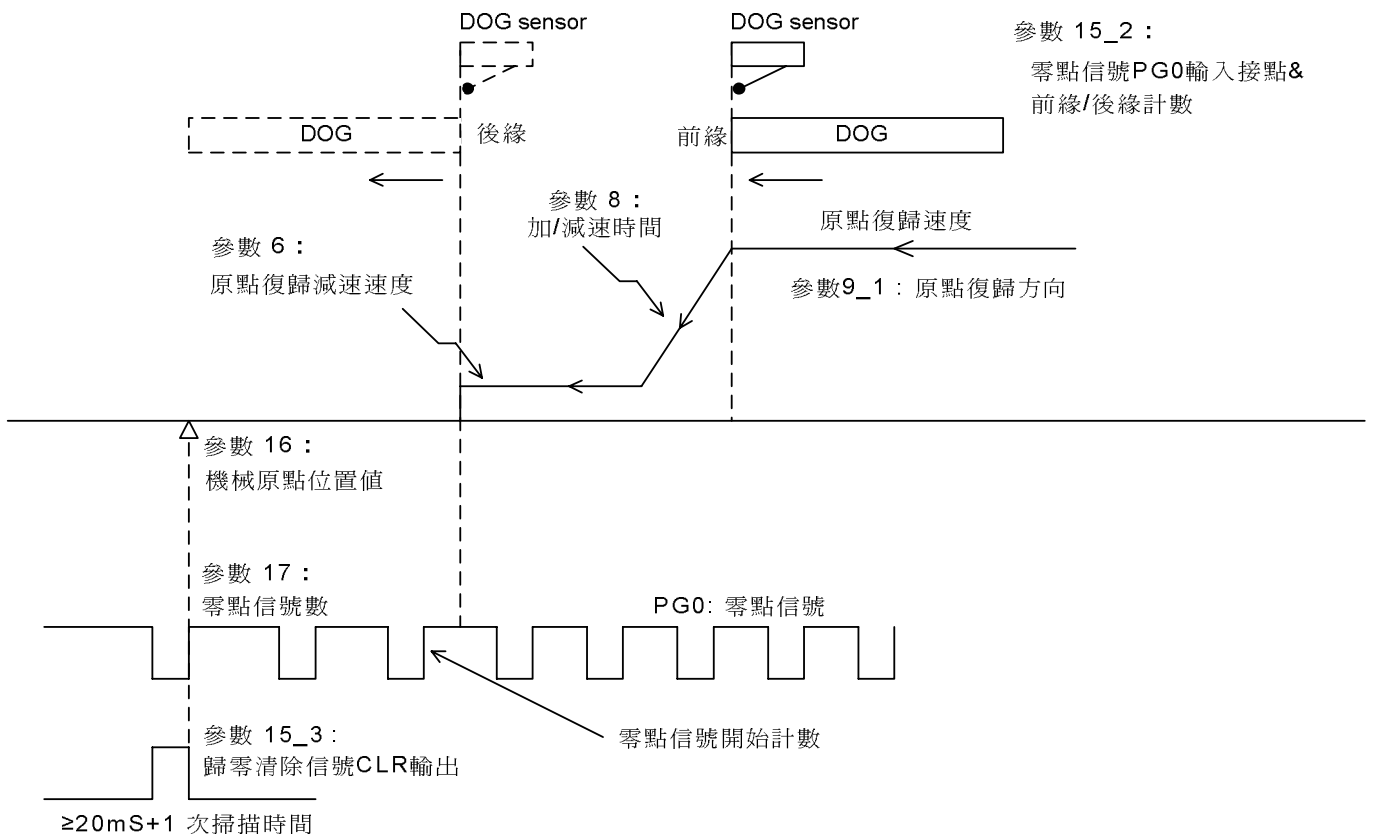 DOG sensor
DOG sensor
參數 15_2 :
零點信號PG0輸入接點&
前緣/後緣計數
DOG
後緣
前緣
DOG
參數 8 :
加/減速時間
原點復歸速度
參數 6 :
原點復歸減速速度
參數9_1 : 原點復歸方向
參數 16 :
機械原點位置值
參數 17 :
零點信號數
PG0: 零點信號
參數 15_3 :
歸零清除信號CLR輸出
零點信號開始計數
≥20mS+1 次掃描時間